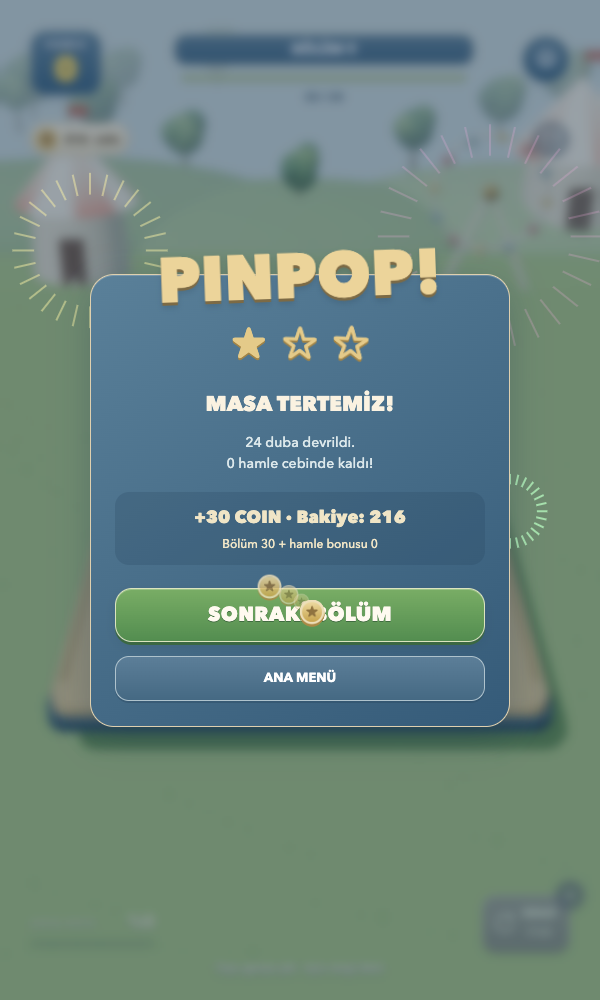 PINPOP!
MASA TERTEMİZ!
24 duba devrildi.
0 hamle cebinde kaldı!
+30 COIN • Bakiye: 216
Bölüm 30 + hamle bonusu 0
BÖLÜM
ANA MENÜ